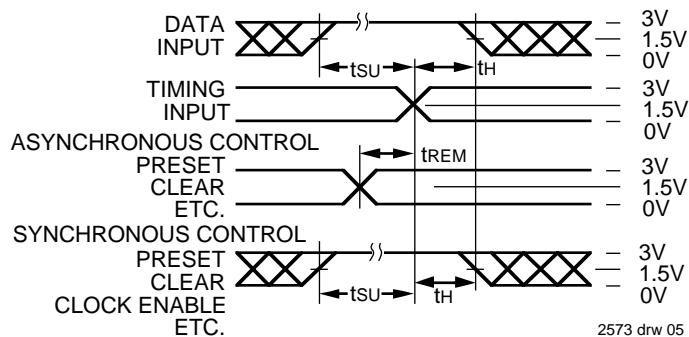 DATA
INPUT
tSU
tH
3V
1.5V
0V
TIMING
INPUT
3V
1.5V
0V
ASYNCHRONOUS CONTROL
PRESET
CLEAR
ETC.
tREM
3V
1.5V
0V
SYNCHRONOUS CONTROL
PRESET
CLEAR
CLOCK ENABLE
ETC.
tSU
tH
3V
1.5V
0V
2573 drw 05